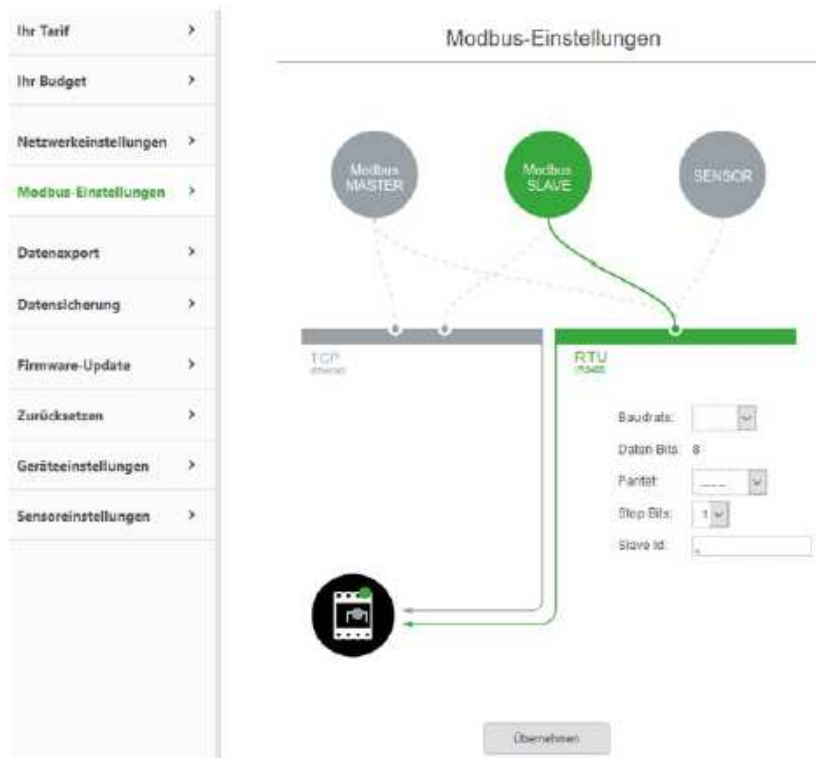 Ihr Tarif
Ihr Budget
Netzwerkeinstellungen
Modbus-Einstellungen
Datenexport
Datensicherung
Firmware-Update
Zurücksetzen
Geräteeinstellungen
Sensoreinstellungen
Modbus-Einstellungen
Modbus
MASTER
Modbus
SLAVE
SENSOR
TCP
RTU
Baudrate:
Daten Bits: 8
Parität:
Stop Bits: 1
Slave Id:
Übernehmen